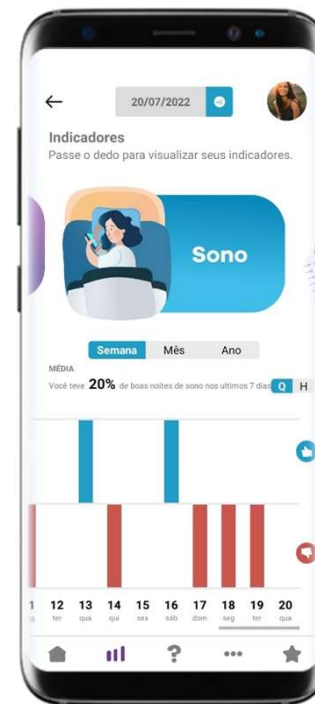 20/07/2022
Indicadores
Passe o dedo para visualizar seus indicadores.
Sono
Semana Mês Ano
MÉDIA
Você teve 20% de boas noites de sono nos ultimos 7 dias Q H
12 13 14 15 16 17 18 19 20
ter qua qui sex sáb dom seg ter qua